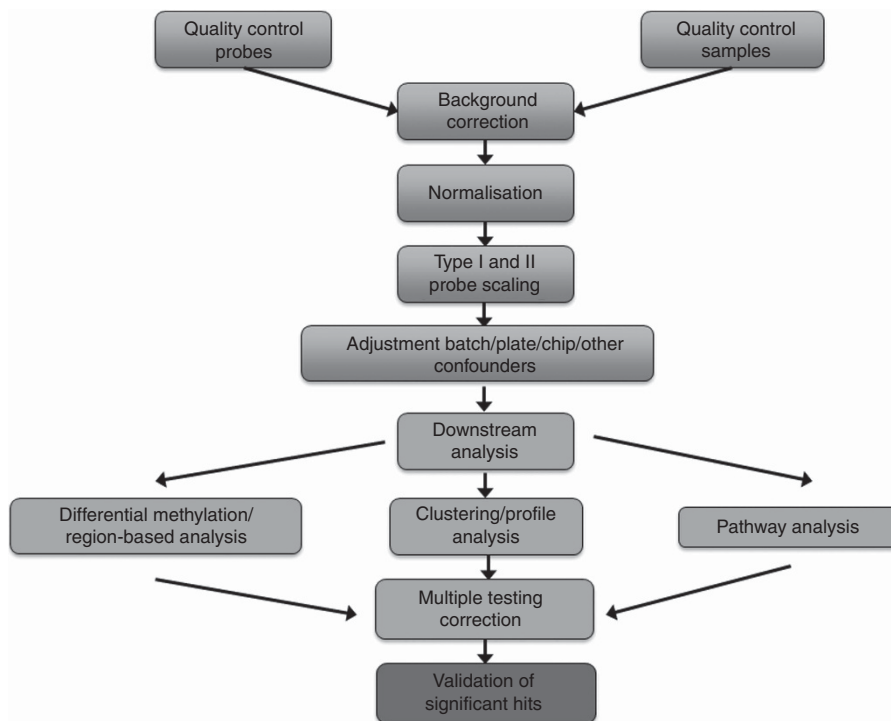 Quality control
probes
Quality control
samples
Background
correction
Normalisation
Type I and II
probe scaling
Adjustment batch/plate/chip/other
confounders
Downstream
analysis
Differential methylation/
region-based analysis
Clustering/profile
analysis
Pathway analysis
Multiple testing
correction
Validation of
significant hits